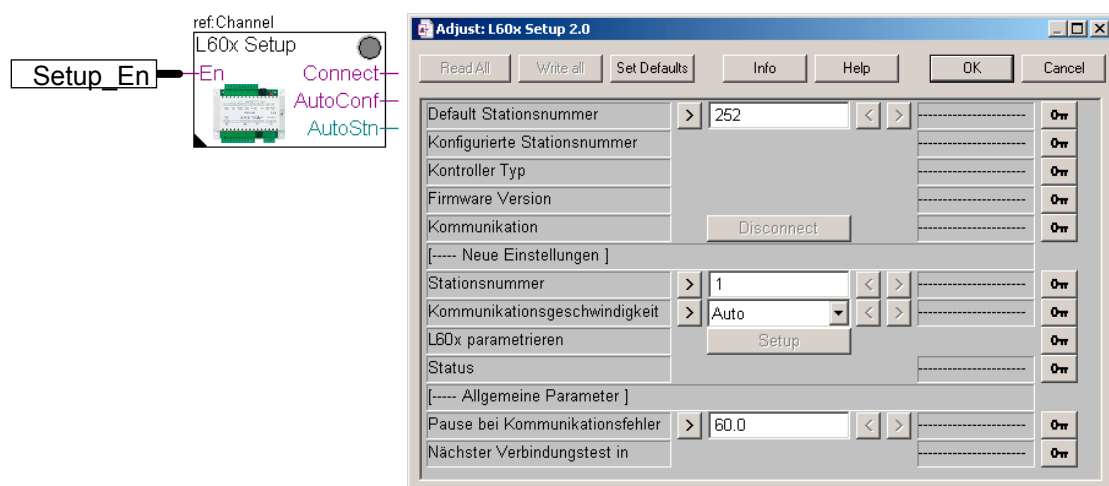 ref:Channel
L60x Setup
Setup_En
En
Connect
AutoConf
AutoStn
Adjust: L60x Setup 2.0
Read All Write all Set Defaults Info Help OK Cancel
Default Stationsnummer > 252 < > --------------------
Konfigurierte Stationsnummer --------------------
Kontroller Typ --------------------
Firmware Version --------------------
Kommunikation Disconnect --------------------
[----- Neue Einstellungen ]
Stationsnummer > 1 < > --------------------
Kommunikationsgeschwindigkeit > Auto < > --------------------
L60x parametrieren Setup
Status --------------------
[----- Allgemeine Parameter ]
Pause bei Kommunikationsfehler > 60.0 < > --------------------
Nächster Verbindungstest in --------------------